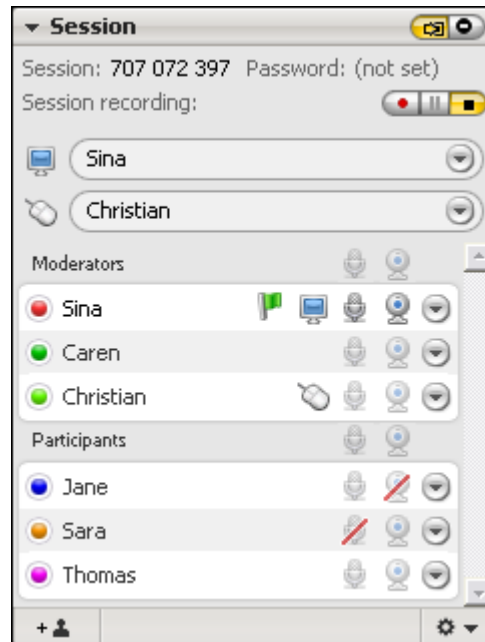 Session
Session: 707 072 397 Password: (not set)
Session recording:
Sina
Christian
Moderators
Sina
Caren
Christian
Participants
Jane
Sara
Thomas